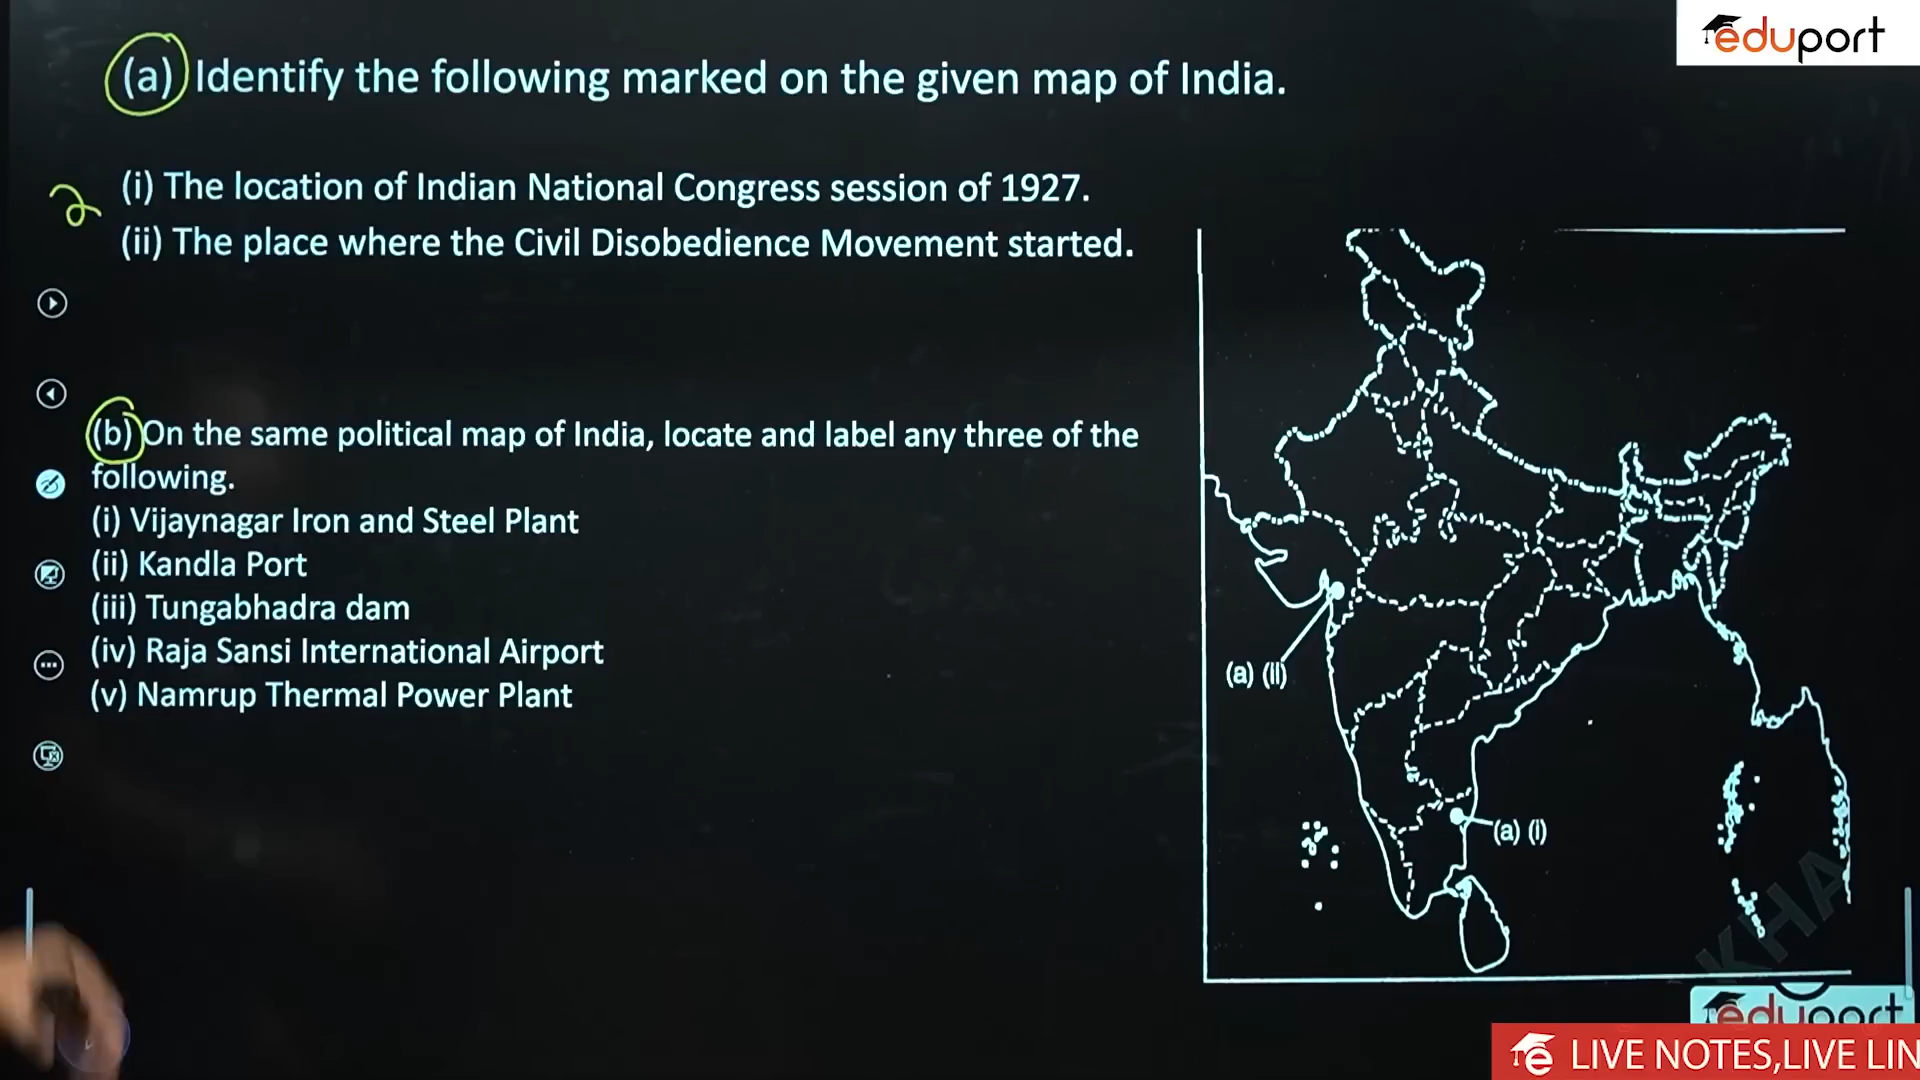 eduport
(a) Identify the following marked on the given map of India.
2
(i) The location of Indian National Congress session of 1927.
(ii) The place where the Civil Disobedience Movement started.
(b) On the same political map of India, locate and label any three of the
following.
(i) Vijaynagar Iron and Steel Plant
(ii) Kandla Port
(iii) Tungabhadra dam
(iv) Raja Sansi International Airport
(v) Namrup Thermal Power Plant
(a) (ii)
(a) (i)
KHA
eduport
LIVE NOTES,LIVE LIN